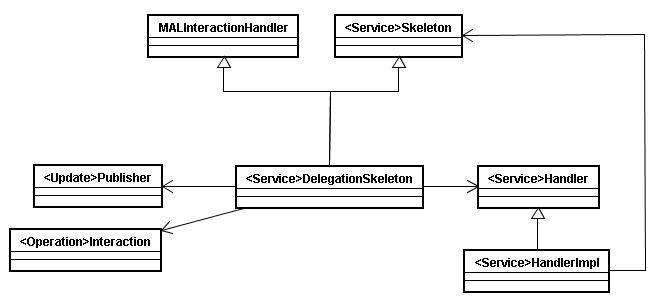 MALInteractionHandler
<Service>Skeleton
<Update>Publisher
<Service>DelegationSkeleton
<Service>Handler
<Operation>Interaction
<Service>HandlerImpl